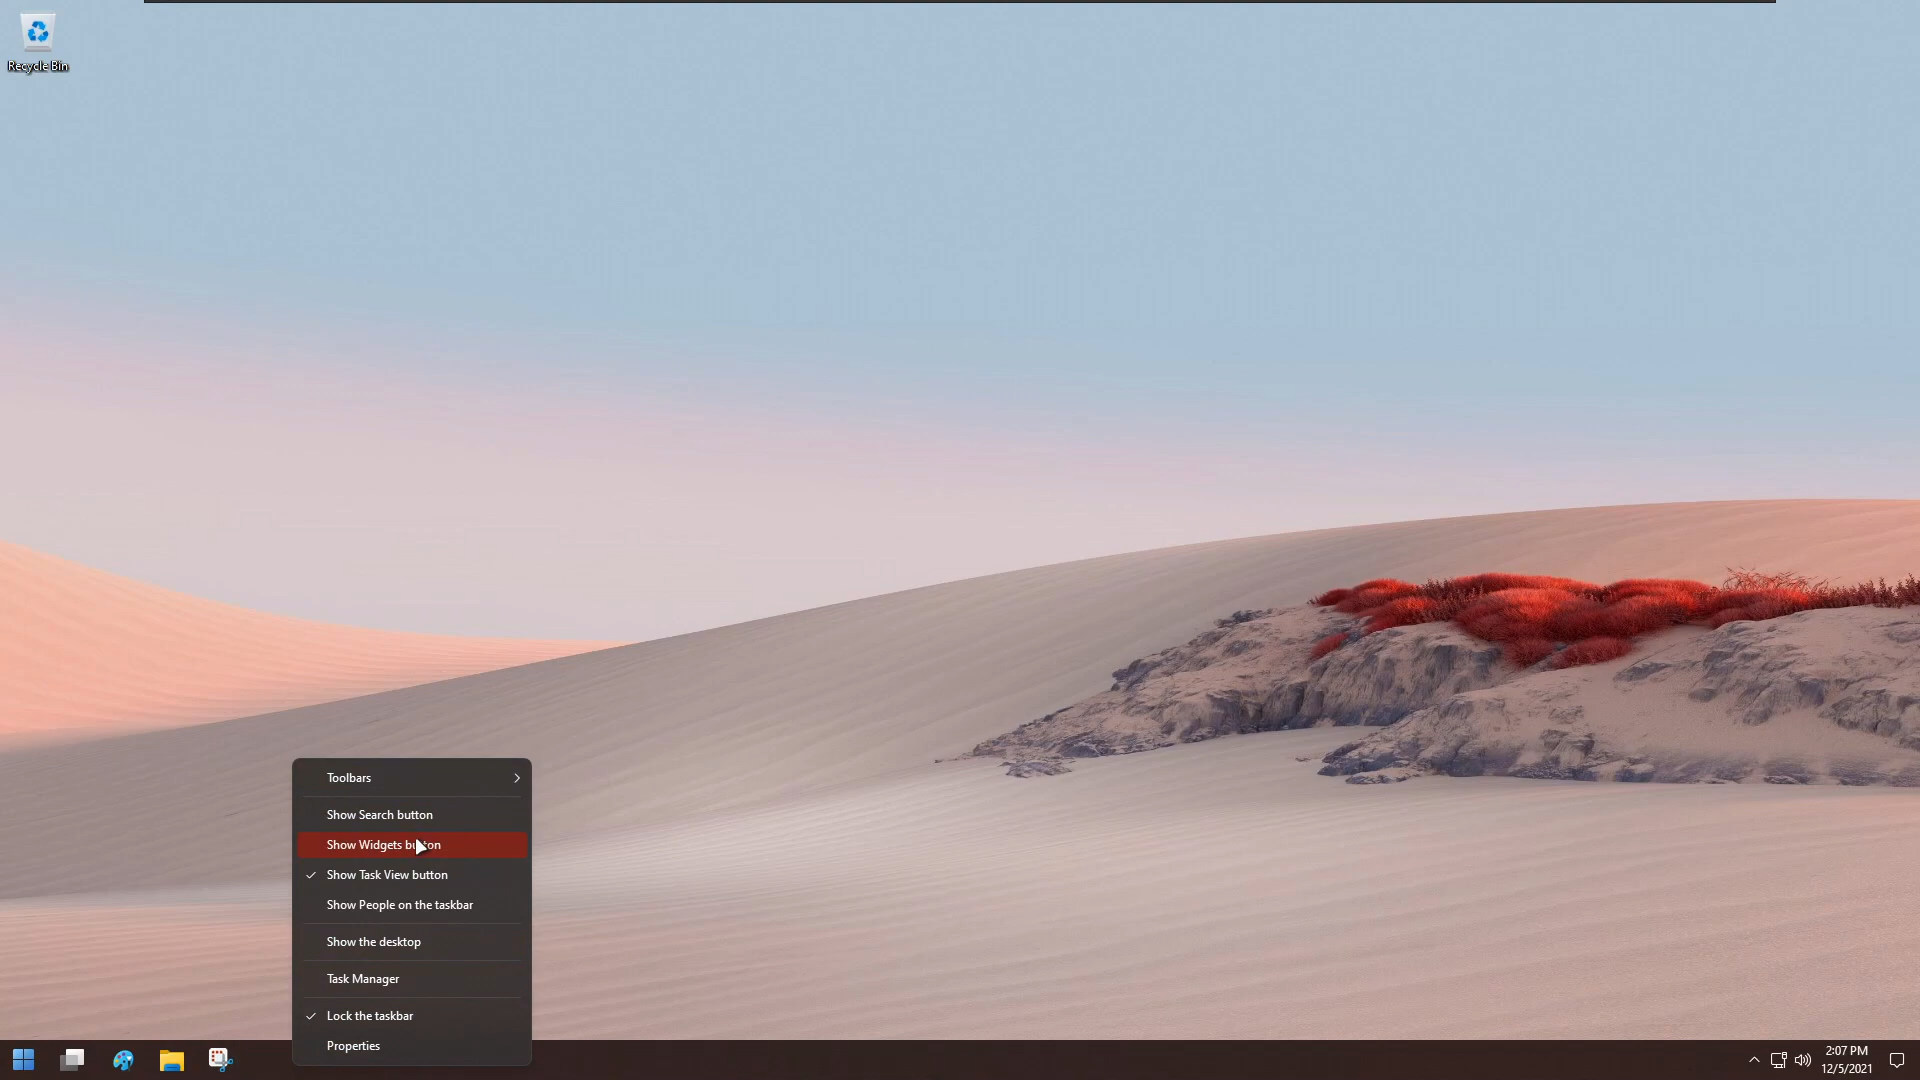 Recycle Bin
Toolbars
Show Search button
Show Widgets button
Show Task View button
Show People on the taskbar
Show the desktop
Task Manager
Lock the taskbar
Properties
2:07 PM
12/5/2021